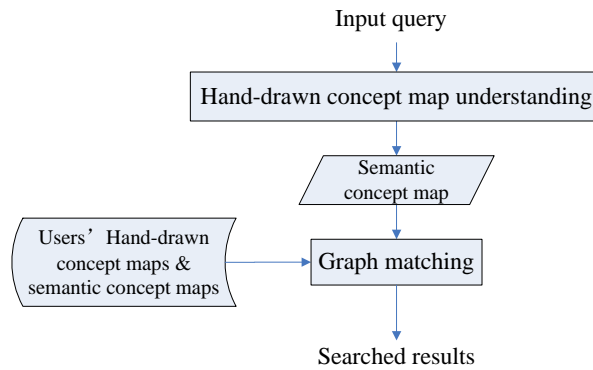 Input query
Hand-drawn concept map understanding
Semantic
concept map
Users’ Hand-drawn
concept maps &
semantic concept maps
Graph matching
Searched results